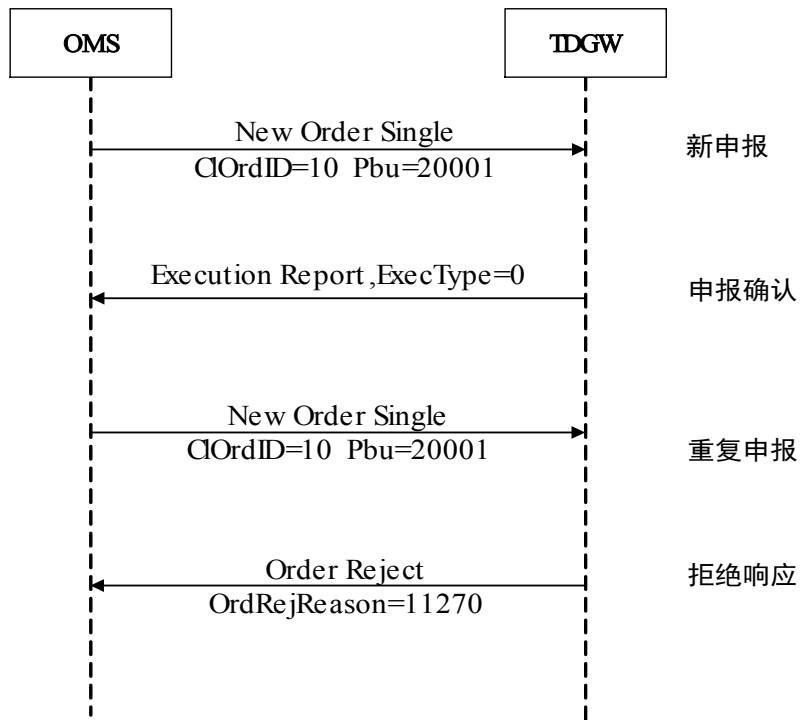 OMS
TDGW
New Order Single
ClOrdID=10 Pbu=20001
新申报
Execution Report ,ExecType=0
申报确认
New Order Single
ClOrdID=10 Pbu=20001
重复申报
Order Reject
OrdRejReason=11270
拒绝响应